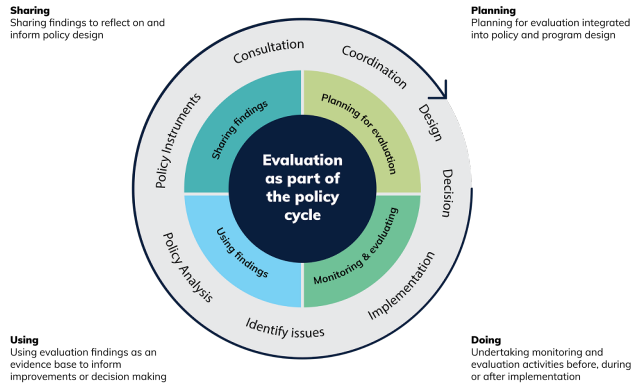 Sharing
Sharing findings to reflect on and
inform policy design
Planning
Planning for evaluation integrated
into policy and program design
Consultation
Coordination
Design
Decision
Implementation
Identify issues
Policy Analysis
Policy Instruments
Sharing findings
Planning for evaluation
Monitoring & evaluating
Using findings
Evaluation
as part of
the policy
cycle
Using
Using evaluation findings as an
evidence base to inform
improvements or decision making
Doing
Undertaking monitoring and
evaluation activities before, during
or after implementation